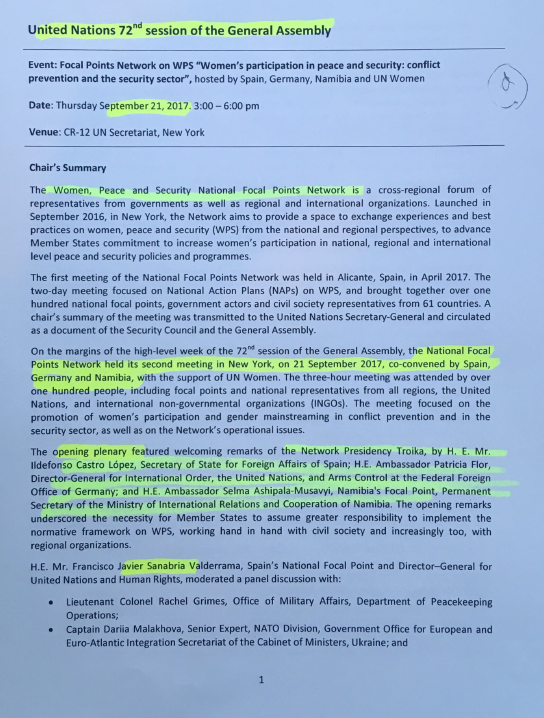 United Nations 72nd session of the General Assembly
Event: Focal Points Network on WPS "Women's participation in peace and security: conflict
prevention and the security sector", hosted by Spain, Germany, Namibia and UN Women
Date: Thursday September 21, 2017. 3:00 – 6:00 pm
Venue: CR-12 UN Secretariat, New York
Chair's Summary
The Women, Peace and Security National Focal Points Network is a cross-regional forum of
representatives from governments as well as regional and international organizations. Launched in
September 2016, in New York, the Network aims to provide a space to exchange experiences and best
practices on women, peace and security (WPS) from the national and regional perspectives, to advance
Member States commitment to increase women's participation in national, regional and international
level peace and security policies and programmes.
The first meeting of the National Focal Points Network was held in Alicante, Spain, in April 2017. The
two-day meeting focused on National Action Plans (NAPs) on WPS, and brought together over one
hundred national focal points, government actors and civil society representatives from 61 countries. A
chair's summary of the meeting was transmitted to the United Nations Secretary-General and circulated
as a document of the Security Council and the General Assembly.
On the margins of the high-level week of the 72nd session of the General Assembly, the National Focal
Points Network held its second meeting in New York, on 21 September 2017, co-convened by Spain,
Germany and Namibia, with the support of UN Women. The three-hour meeting was attended by over
one hundred people, including focal points and national representatives from all regions, the United
Nations, and international non-governmental organizations (INGOs). The meeting focused on the
promotion of women's participation and gender mainstreaming in conflict prevention and in the
security sector, as well as on the Network's operational issues.
The opening plenary featured welcoming remarks of the Network Presidency Troika, by H. E. Mr.
Ildefonso Castro López, Secretary of State for Foreign Affairs of Spain; H.E. Ambassador Patricia Flor,
Director-General for International Order, the United Nations, and Arms Control at the Federal Foreign
Office of Germany; and H.E. Ambassador Selma Ashipala-Musavyi, Namibia's Focal Point, Permanent
Secretary of the Ministry of International Relations and Cooperation of Namibia. The opening remarks
underscored the necessity for Member States to assume greater responsibility to implement the
normative framework on WPS, working hand in hand with civil society and increasingly too, with
regional organizations.
H.E. Mr. Francisco Javier Sanabria Valderrama, Spain's National Focal Point and Director–General for
United Nations and Human Rights, moderated a panel discussion with:
• Lieutenant Colonel Rachel Grimes, Office of Military Affairs, Department of Peacekeeping
Operations;
• Captain Dariia Malakhova, Senior Expert, NATO Division, Government Office for European and
Euro-Atlantic Integration Secretariat of the Cabinet of Ministers, Ukraine; and
1